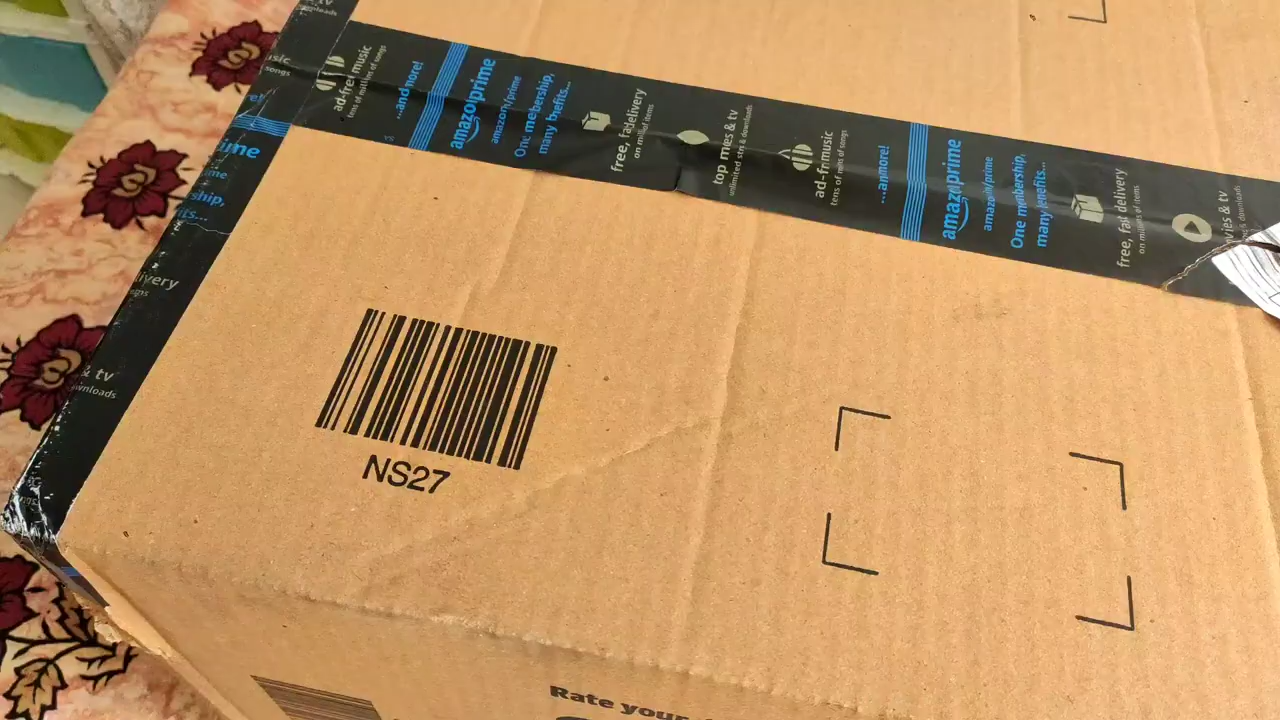 ad-free music
tens of millions of songs
...and more!
amazon prime
amazon.in/prime
One membership,
many benefits...
free, fast delivery
on millions of items
top movies & tv
unlimited streams & downloads
ad-free music
tens of millions of songs
...and more!
amazon prime
amazon.in/prime
One membership,
many benefits...
free, fast delivery
on millions of items
& tv
NS27
Rate your